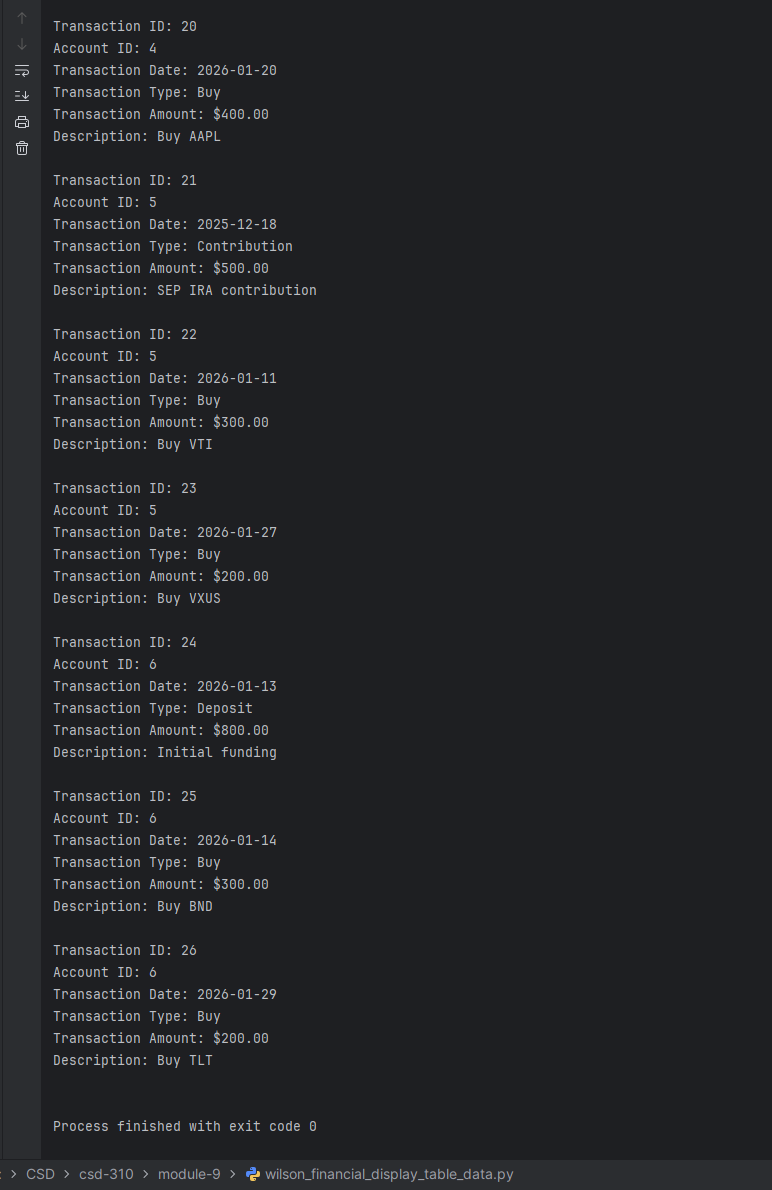 Transaction ID: 20
Account ID: 4
Transaction Date: 2026-01-20
Transaction Type: Buy
Transaction Amount: $400.00
Description: Buy AAPL
Transaction ID: 21
Account ID: 5
Transaction Date: 2025-12-18
Transaction Type: Contribution
Transaction Amount: $500.00
Description: SEP IRA contribution
Transaction ID: 22
Account ID: 5
Transaction Date: 2026-01-11
Transaction Type: Buy
Transaction Amount: $300.00
Description: Buy VTI
Transaction ID: 23
Account ID: 5
Transaction Date: 2026-01-27
Transaction Type: Buy
Transaction Amount: $200.00
Description: Buy VXUS
Transaction ID: 24
Account ID: 6
Transaction Date: 2026-01-13
Transaction Type: Deposit
Transaction Amount: $800.00
Description: Initial funding
Transaction ID: 25
Account ID: 6
Transaction Date: 2026-01-14
Transaction Type: Buy
Transaction Amount: $300.00
Description: Buy BND
Transaction ID: 26
Account ID: 6
Transaction Date: 2026-01-29
Transaction Type: Buy
Transaction Amount: $200.00
Description: Buy TLT
Process finished with exit code 0
> CSD > csd-310 > module-9 > wilson_financial_display_table_data.py